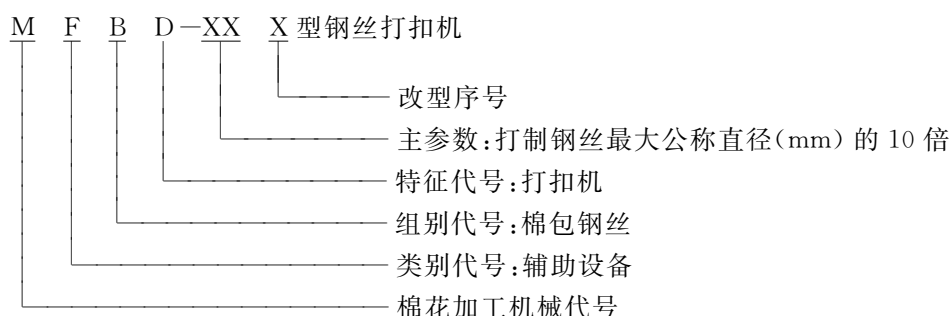 M F B D—XX X 型钢丝打扣机
改型序号
主参数:打制钢丝最大公称直径(mm) 的 10 倍
特征代号:打扣机
组别代号:棉包钢丝
类别代号:辅助设备
棉花加工机械代号